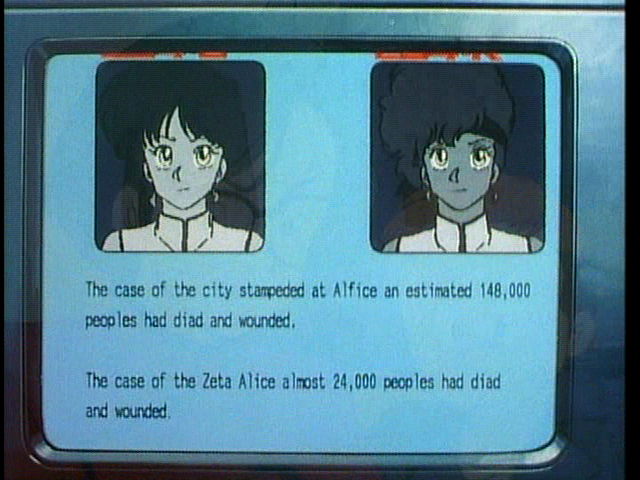 The case of the city stampeded at Alfice an estimated 148,000
peoples had diad and wounded.
The case of the Zeta Alice almost 24,000 peoples had diad
and wounded.